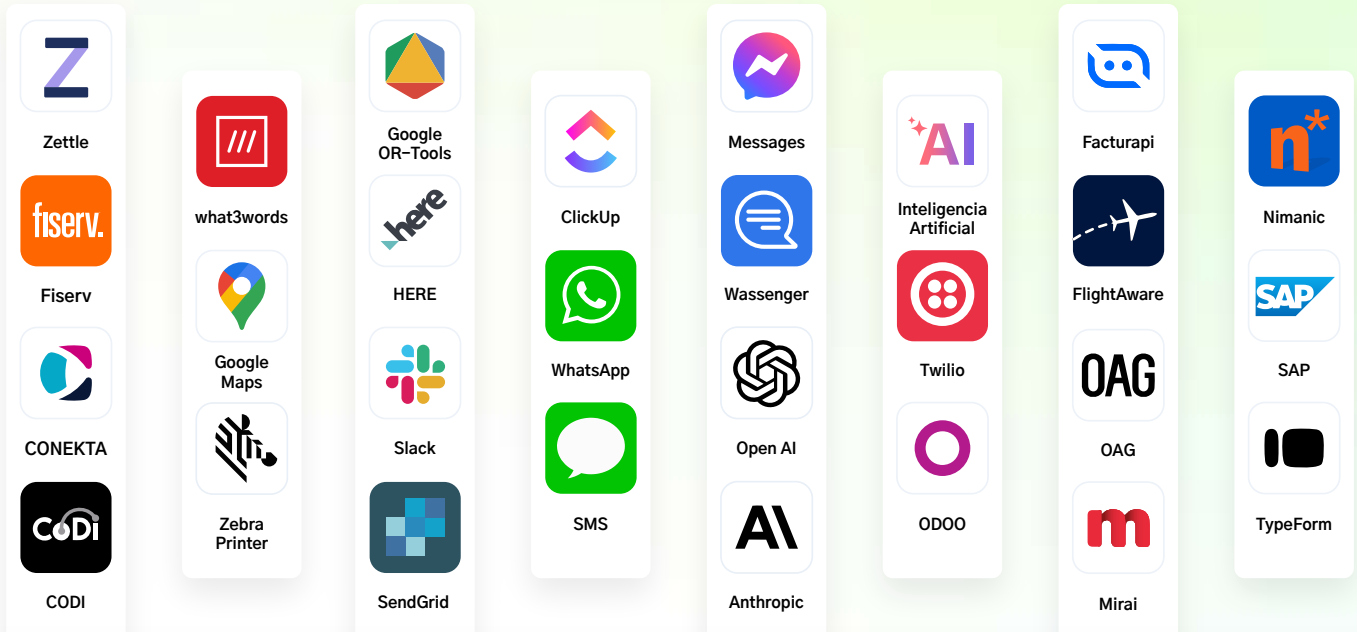 Zettle
fiserv.
Fiserv
CONEKTA
CoDi
CODI
what3words
Google
Maps
Zebra
Printer
Google
OR-Tools
here
HERE
Slack
SendGrid
ClickUp
WhatsApp
SMS
Messages
Wassenger
Open AI
AI
Anthropic
AI
Inteligencia
Artificial
Twilio
ODOO
Facturapi
FlightAware
OAG
OAG
m
Mirai
n*
Nimanic
SAP
SAP
TypeForm